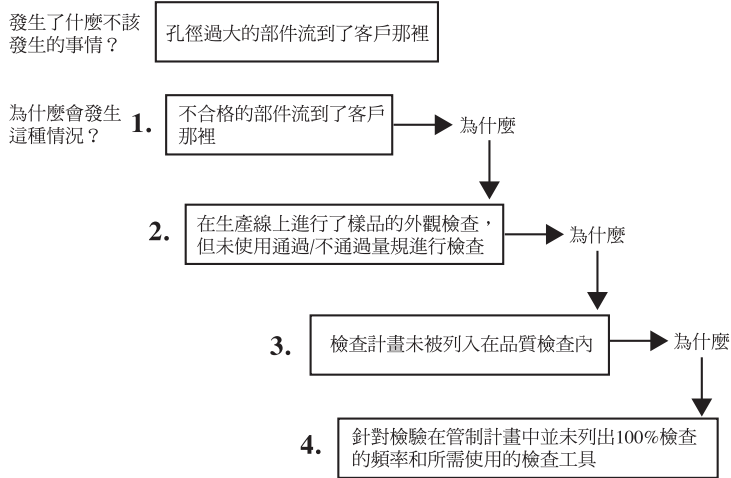 發生了什麼不該
發生的事情？
孔徑過大的部件流到了客戶那裡
為什麼會發生
這種情況？
1.
不合格的部件流到了客戶
那裡
為什麼
2.
在生產線上進行了樣品的外觀檢查，
但未使用通過/不通過量規進行檢查
為什麼
3.
檢查計畫未被列入在品質檢查內
為什麼
4.
針對檢驗在管制計畫中並未列出100%檢查
的頻率和所需使用的檢查工具